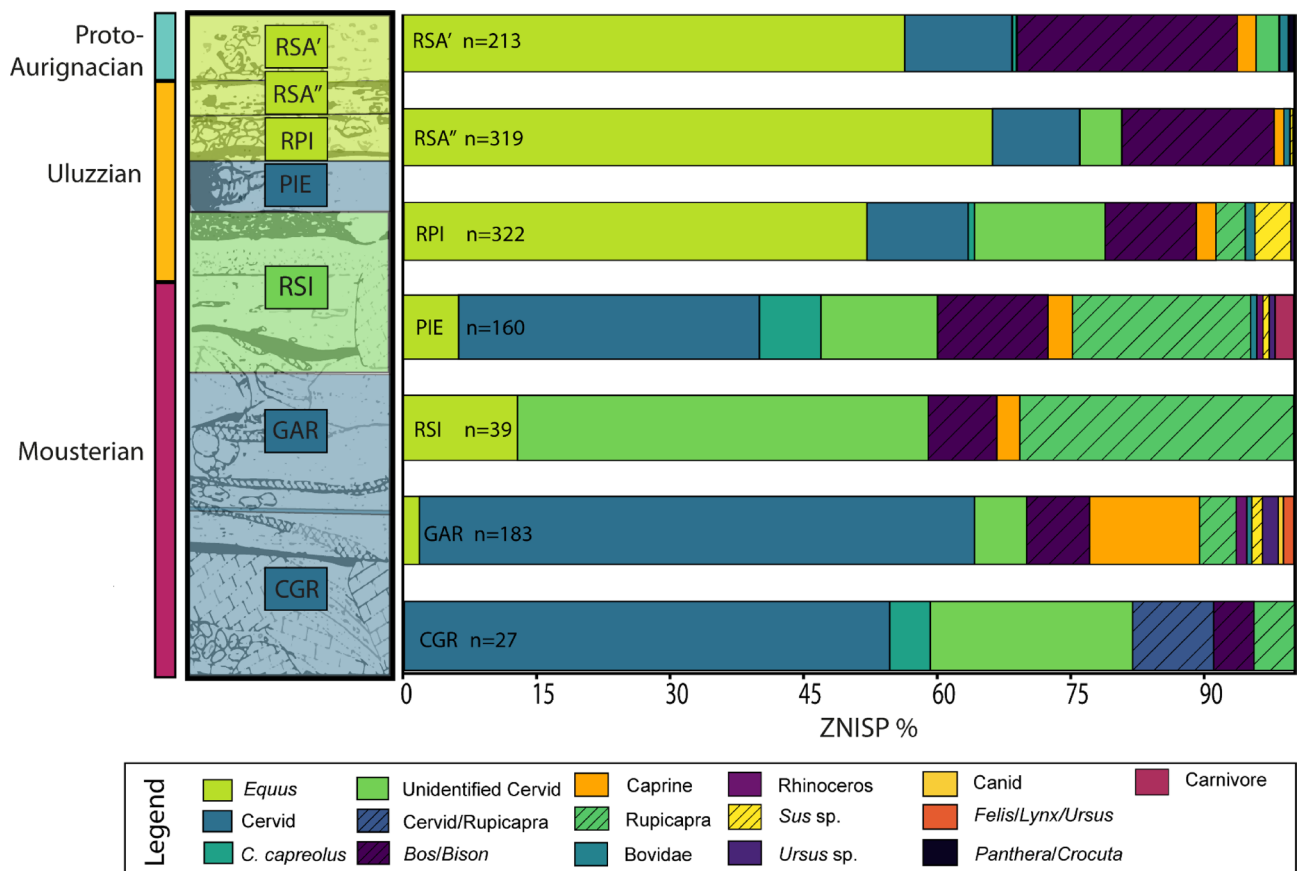 Proto-
Aurignacian
Uluzzian
Mousterian
RSA'
RSA''
RPI
PIE
RSI
GAR
CGR
RSA' n=213
RSA'' n=319
RPI n=322
PIE n=160
RSI n=39
GAR n=183
CGR n=27
0 15 30 45 60 75 90
ZNISP %
Legend
Equus
Cervid
C. capreolus
Unidentified Cervid
Cervid/Rupicapra
Bos/Bison
Caprine
Rupicapra
Bovidae
Rhinoceros
Sus sp.
Ursus sp.
Canid
Felis/Lynx/Ursus
Panthera/Crocuta
Carnivore